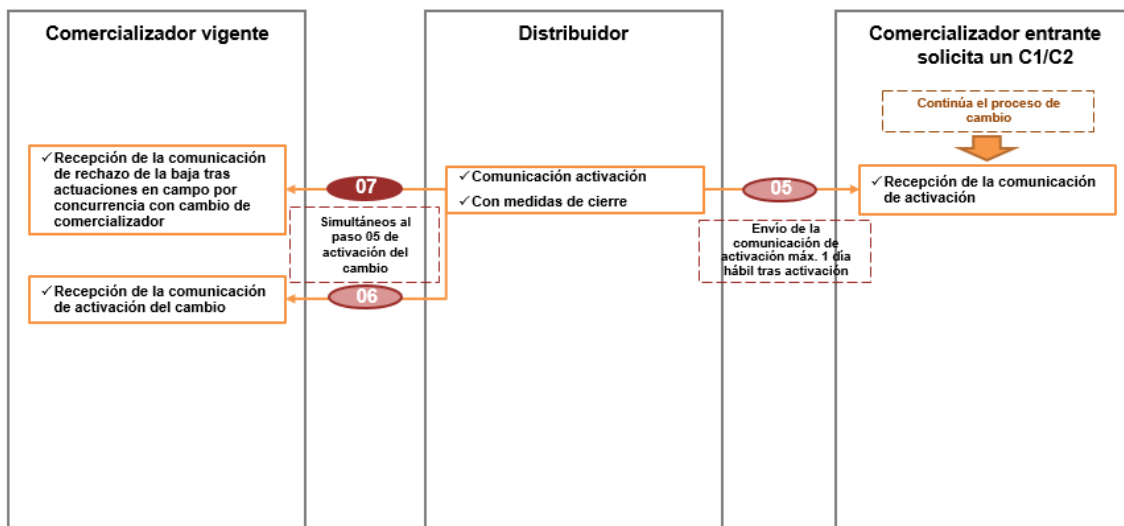 Comercializador vigente
✓ Recepción de la comunicación
de rechazo de la baja tras
actuaciones en campo por
concurrencia con cambio de
comercializador
✓ Recepción de la comunicación
de activación del cambio
07
Simultáneos al
paso 05 de
activación del
cambio
06
Distribuidor
✓ Comunicación activación
✓ Con medidas de cierre
05
Envío de la
comunicación de
activación máx. 1 día
hábil tras activación
Comercializador entrante
solicita un C1/C2
Continúa el proceso de
cambio
✓ Recepción de la comunicación
de activación